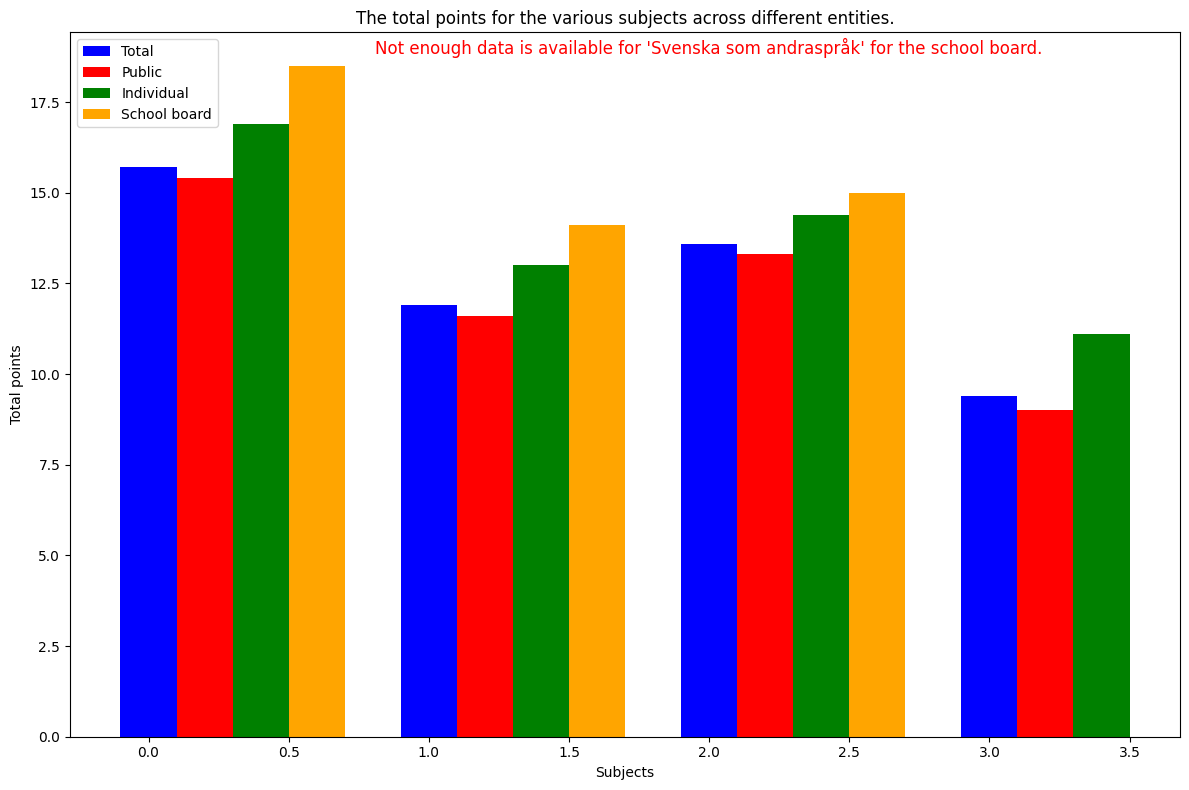 The total points for the various subjects across different entities.
Not enough data is available for 'Svenska som andraspråk' for the school board.
Total
Public
Individual
School board
17.5
15.0
12.5
10.0
7.5
5.0
2.5
0.0
Total points
0.0 0.5 1.0 1.5 2.0 2.5 3.0 3.5
Subjects